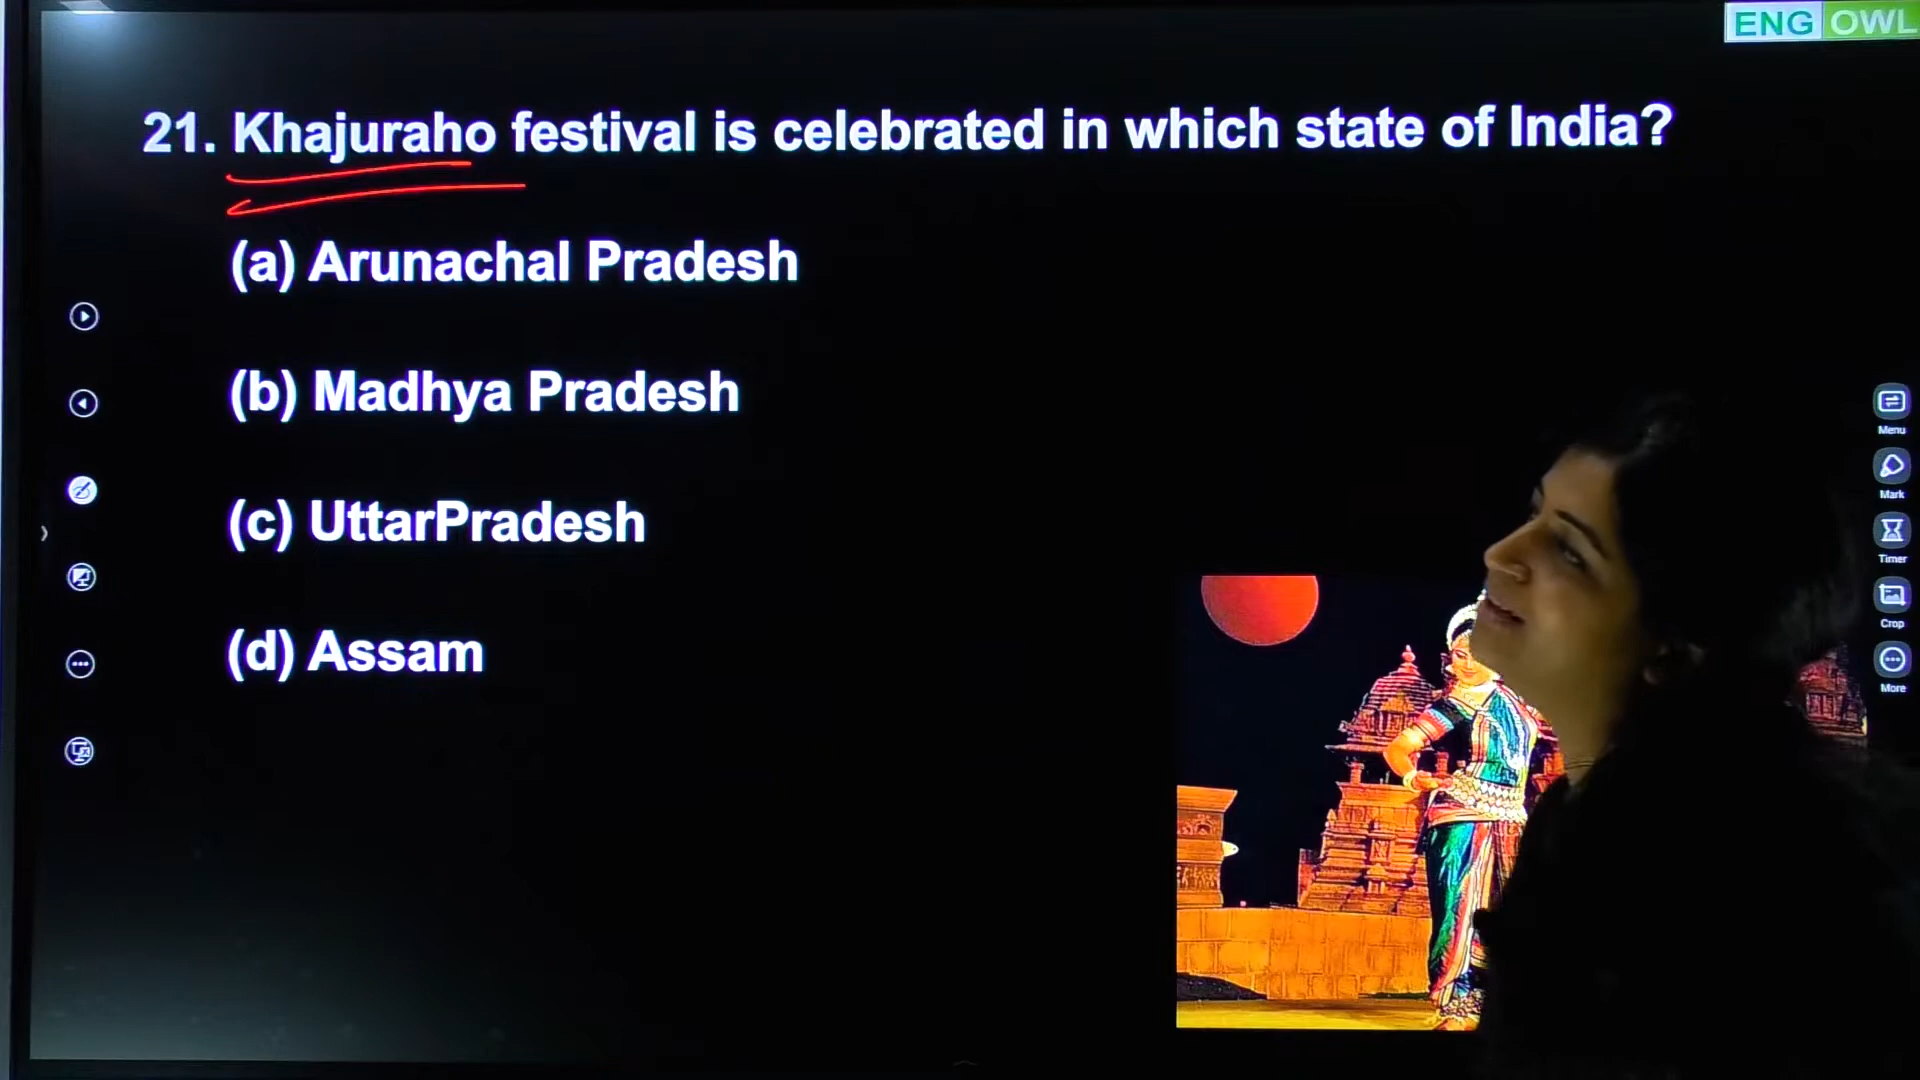 ENG OWL
21. Khajuraho festival is celebrated in which state of India?
(a) Arunachal Pradesh
(b) Madhya Pradesh
(c) UttarPradesh
(d) Assam
Menu
Mark
Timer
Crop
More